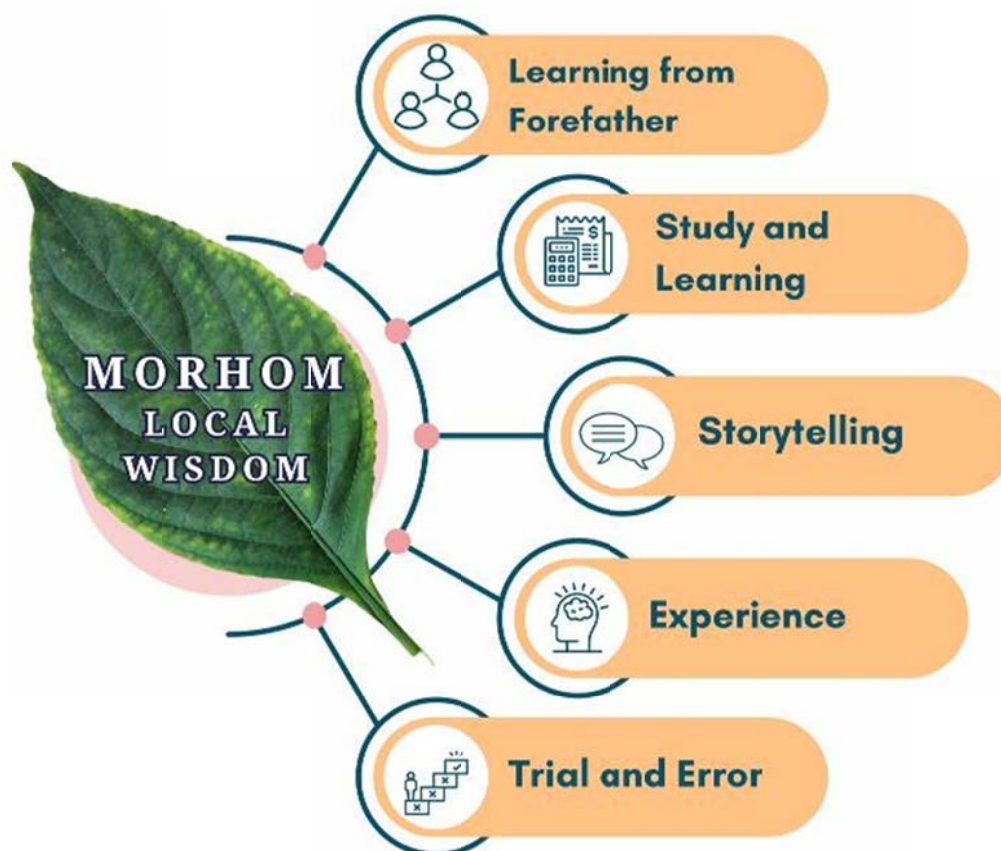 MORHOM
LOCAL
WISDOM
Learning from
Forefather
Study and
Learning
Storytelling
Experience
Trial and Error